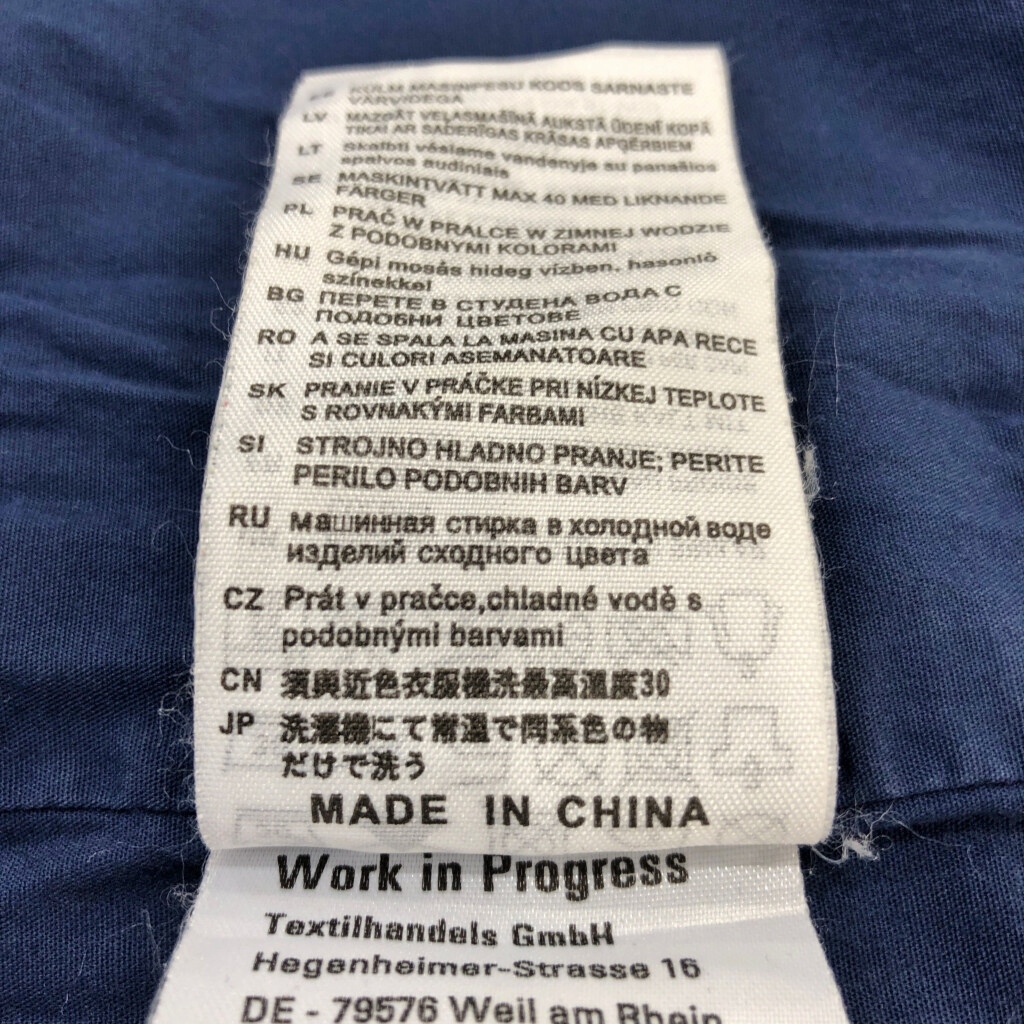 KÜLM MASINPESU KOOS SARNASTE
VÄRVIDEGA
LV MAZGĀT VEĻASMAŠĪNĀ AUKSTĀ ŪDENĪ KOPĀ
TIKAI AR SADERĪGAS KRĀSAS APĢĒRBIEM
LT Skalbti vėsiame vandenyje su panašios
spalvos audiniais
SE MASKINTVÄTT MAX 40 MED LIKNANDE
FÄRGER
PL PRAĆ W PRALCE W ZIMNEJ WODZIE
Z PODOBNYMI KOLORAMI
HU Gépi mosás hideg vízben, hasonló
színekkel
BG ПЕРЕТЕ В СТУДЕНА ВОДА С
ПОДОБНИ ЦВЕТОВЕ
RO A SE SPALA LA MASINA CU APA RECE
SI CULORI ASEMANATOARE
SK PRANIE V PRÁČKE PRI NÍZKEJ TEPLOTE
S ROVNAKÝMI FARBAMI
SI STROJNO HLADNO PRANJE; PERITE
PERILO PODOBNIH BARV
RU машинная стирка в холодной воде
изделий сходного цвета
CZ Prát v pračce,chladné vodě s
podobnými barvami
CN 須與近色衣服機洗最高溫度30
JP 洗濯機にて常温で同系色の物
だけで洗う
MADE IN CHINA
Work in Progress
Textilhandels GmbH
Hegenheimer-Strasse 16
DE - 79576 Weil am Rhein